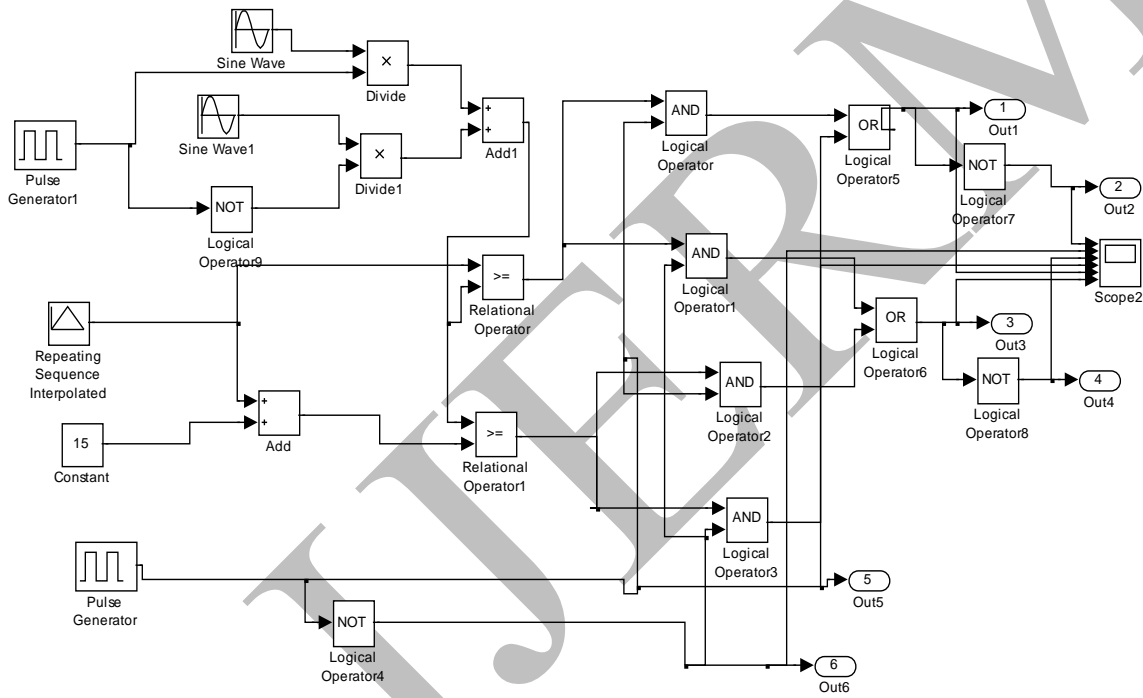 Sine Wave
×
Divide
Sine Wave1
×
Divide1
+
+
Add1
Pulse
Generator1
NOT
Logical
Operator9
AND
Logical
Operator
OR
Logical
Operator5
1
Out1
NOT
Logical
Operator7
2
Out2
>=
Relational
Operator
AND
Logical
Operator1
Scope2
Repeating
Sequence
Interpolated
OR
Logical
Operator6
3
Out3
NOT
Logical
Operator8
4
Out4
AND
Logical
Operator2
15
Constant
+
+
Add
>=
Relational
Operator1
AND
Logical
Operator3
Pulse
Generator
NOT
Logical
Operator4
5
Out5
6
Out6
IJERM